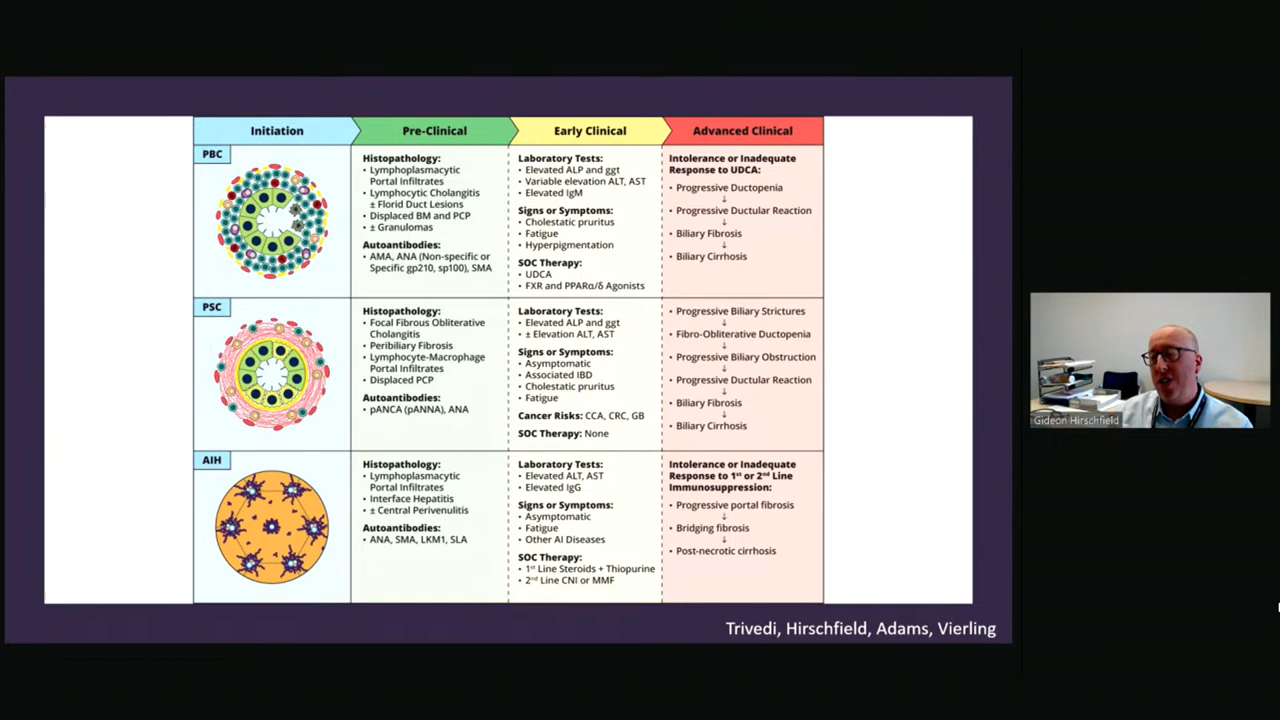 Initiation
Pre-Clinical
Early Clinical
Advanced Clinical
PBC
Histopathology:
• Lymphoplasmacytic
Portal Infiltrates
• Lymphocytic Cholangitis
± Florid Duct Lesions
• Displaced BM and PCP
• ± Granulomas
Autoantibodies:
• AMA, ANA (Non-specific or
Specific gp210, sp100), SMA
Laboratory Tests:
• Elevated ALP and ggt
• Variable elevation ALT, AST
• Elevated IgM
Signs or Symptoms:
• Cholestatic pruritus
• Fatigue
• Hyperpigmentation
SOC Therapy:
• UDCA
• FXR and PPARα/δ Agonists
Intolerance or Inadequate
Response to UDCA:
• Progressive Ductopenia
↓
• Progressive Ductular Reaction
↓
• Biliary Fibrosis
↓
• Biliary Cirrhosis
PSC
Histopathology:
• Focal Fibrous Obliterative
Cholangitis
• Peribiliary Fibrosis
• Lymphocyte-Macrophage
Portal Infiltrates
• Displaced PCP
Autoantibodies:
• pANCA (pANNA), ANA
Laboratory Tests:
• Elevated ALP and ggt
• ± Elevation ALT, AST
Signs or Symptoms:
• Asymptomatic
• Associated IBD
• Cholestatic pruritus
• Fatigue
Cancer Risks: CCA, CRC, GB
SOC Therapy: None
• Progressive Biliary Strictures
↓
• Fibro-Obliterative Ductopenia
↓
• Progressive Biliary Obstruction
↓
• Progressive Ductular Reaction
↓
• Biliary Fibrosis
↓
• Biliary Cirrhosis
AIH
Histopathology:
• Lymphoplasmacytic
Portal Infiltrates
• Interface Hepatitis
• ± Central Perivenulitis
Autoantibodies:
• ANA, SMA, LKM1, SLA
Laboratory Tests:
• Elevated ALT, AST
• Elevated IgG
Signs or Symptoms:
• Asymptomatic
• Fatigue
• Other AI Diseases
SOC Therapy:
• 1st Line Steroids + Thiopurine
• 2nd Line CNI or MMF
Intolerance or Inadequate
Response to 1st or 2nd Line
Immunosuppression:
• Progressive portal fibrosis
↓
• Bridging fibrosis
↓
• Post-necrotic cirrhosis
Trivedi, Hirschfield, Adams, Vierling
Gideon Hirschfield